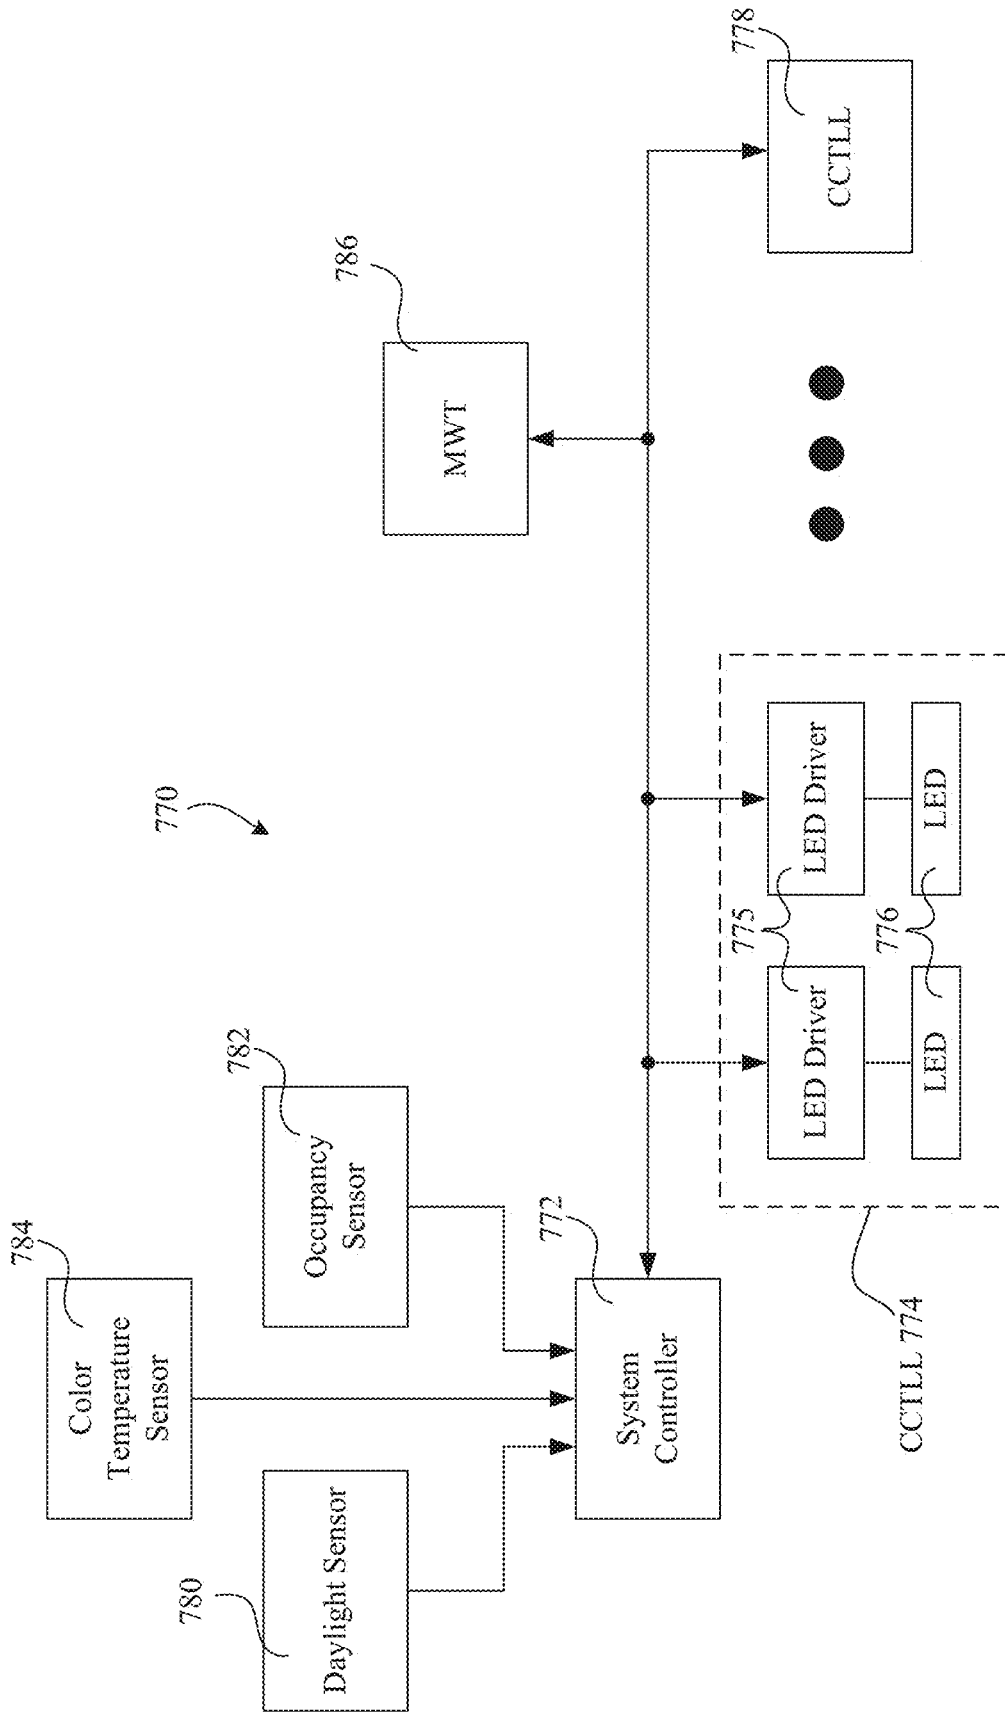 784
Color
Temperature
Sensor
782
Occupancy
Sensor
780
Daylight Sensor
770
786
MWT
772
System
Controller
778
CCTLL
775
LED Driver
LED Driver
776
LED
LED
CCTLL 774